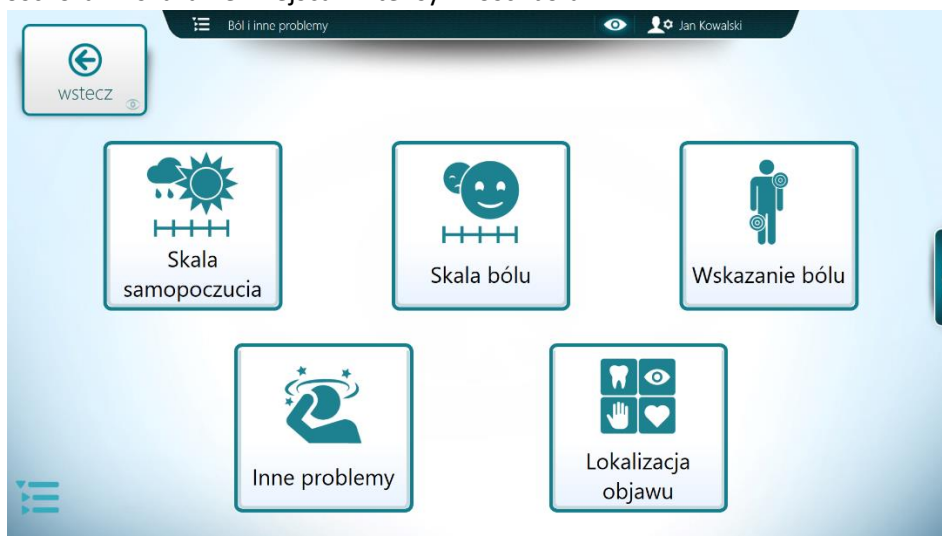 Ból i inne problemy
Jan Kowalski
wstecz
Skala
samopoczucia
Skala bólu
Wskazanie bólu
Inne problemy
Lokalizacja
objawu